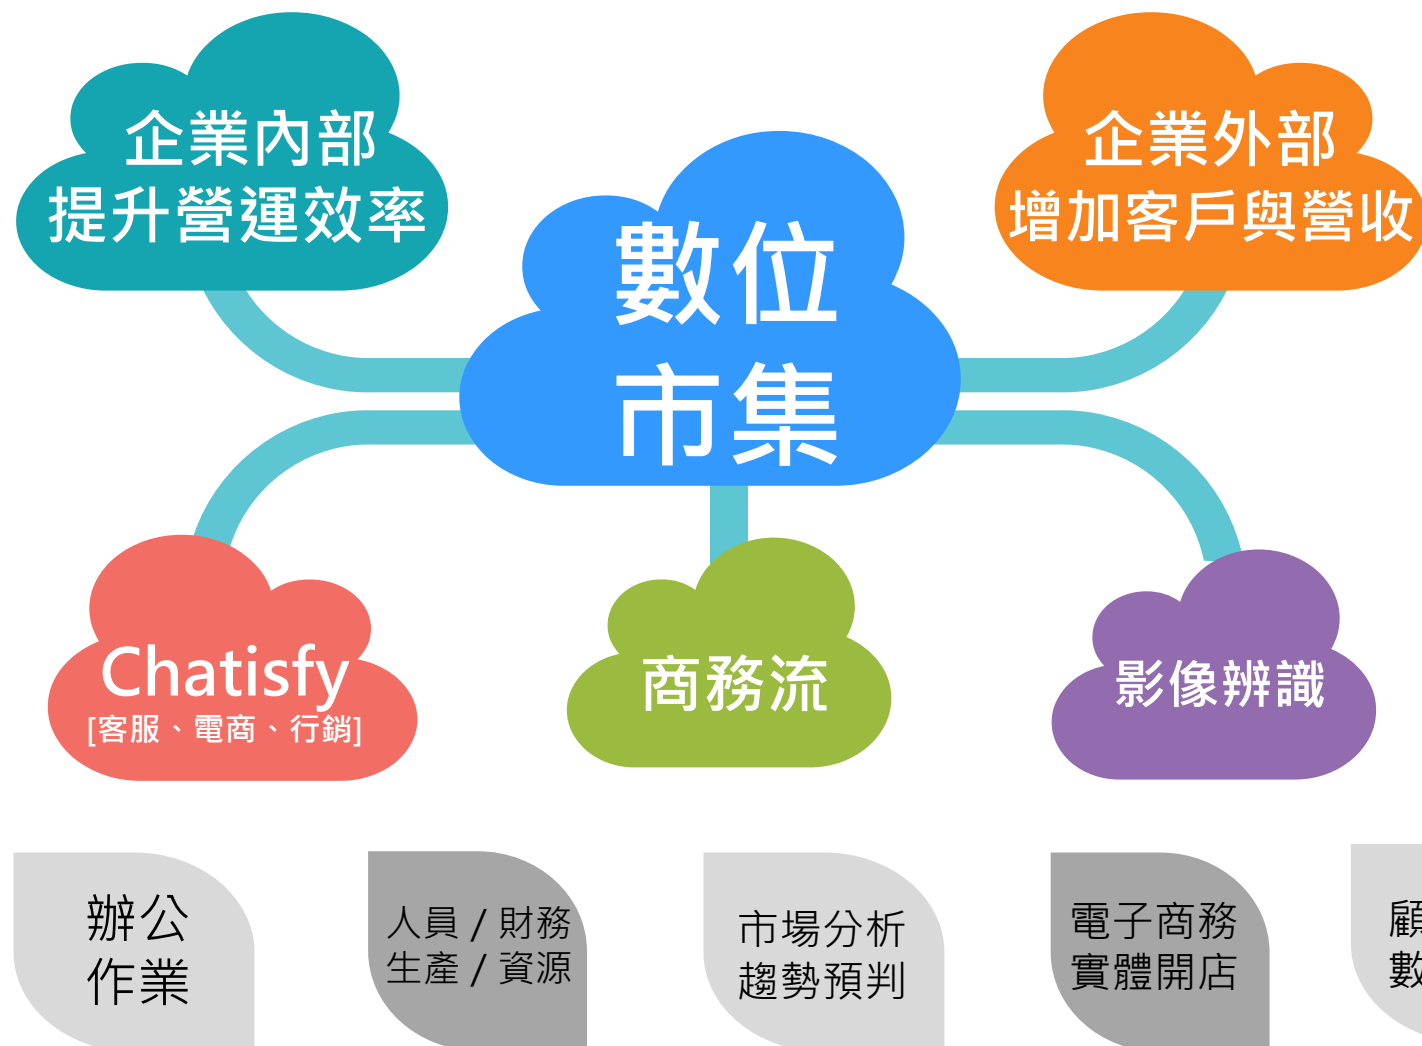 企業內部
提升營運效率
企業外部
增加客戶與營收
數位
市集
Chatisfy
[客服、電商、行銷]
商務流
影像辨識
辦公
作業
人員 / 財務
生產 / 資源
市場分析
趨勢預判
電子商務
實體開店
顧
數